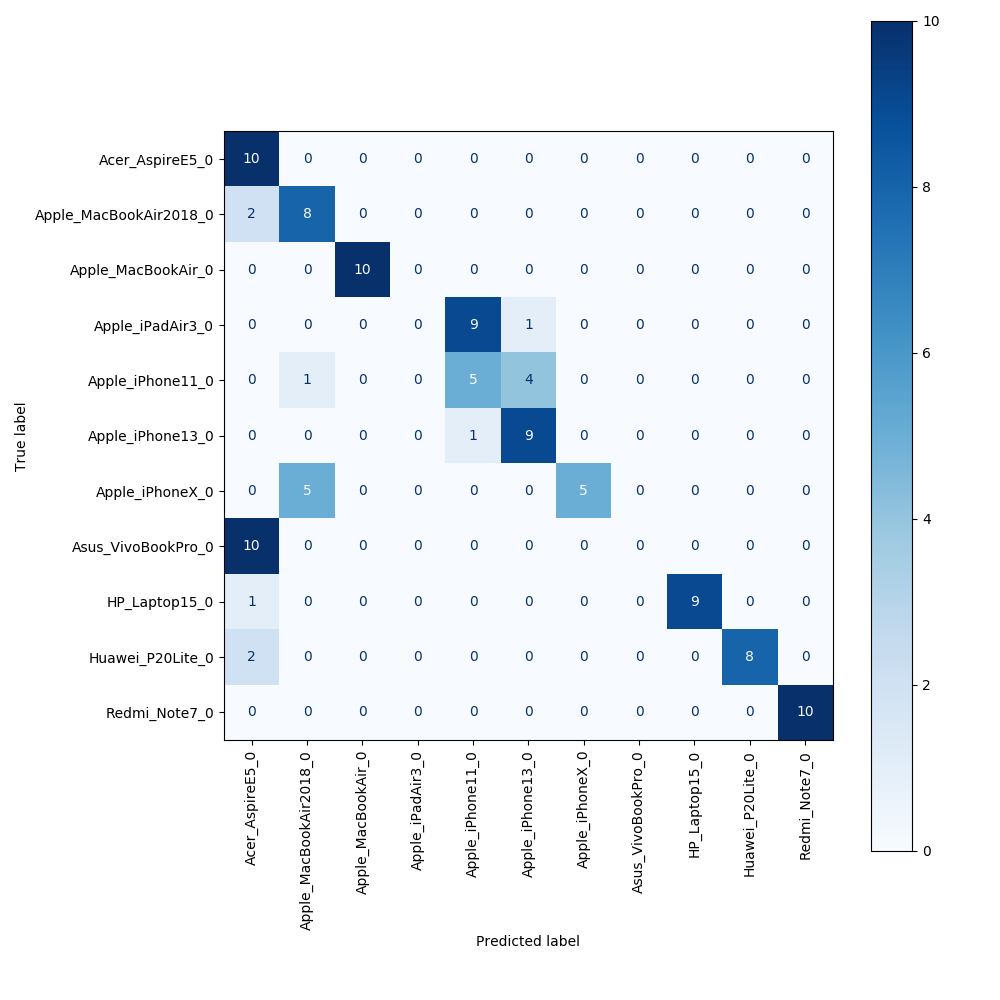 Acer_AspireE5_0 10 0 0 0 0 0 0 0 0 0 0
Apple_MacBookAir2018_0 2 8 0 0 0 0 0 0 0 0 0
Apple_MacBookAir_0 0 0 10 0 0 0 0 0 0 0 0
Apple_iPadAir3_0 0 0 0 0 9 1 0 0 0 0 0
Apple_iPhone11_0 0 1 0 0 5 4 0 0 0 0 0
Apple_iPhone13_0 0 0 0 0 1 9 0 0 0 0 0
Apple_iPhoneX_0 0 5 0 0 0 0 5 0 0 0 0
Asus_VivoBookPro_0 10 0 0 0 0 0 0 0 0 0 0
HP_Laptop15_0 1 0 0 0 0 0 0 0 9 0 0
Huawei_P20Lite_0 2 0 0 0 0 0 0 0 0 8 0
Redmi_Note7_0 0 0 0 0 0 0 0 0 0 0 10
True label
Acer_AspireE5_0
Apple_MacBookAir2018_0
Apple_MacBookAir_0
Apple_iPadAir3_0
Apple_iPhone11_0
Apple_iPhone13_0
Apple_iPhoneX_0
Asus_VivoBookPro_0
HP_Laptop15_0
Huawei_P20Lite_0
Redmi_Note7_0
Predicted label
10
8
6
4
2
0